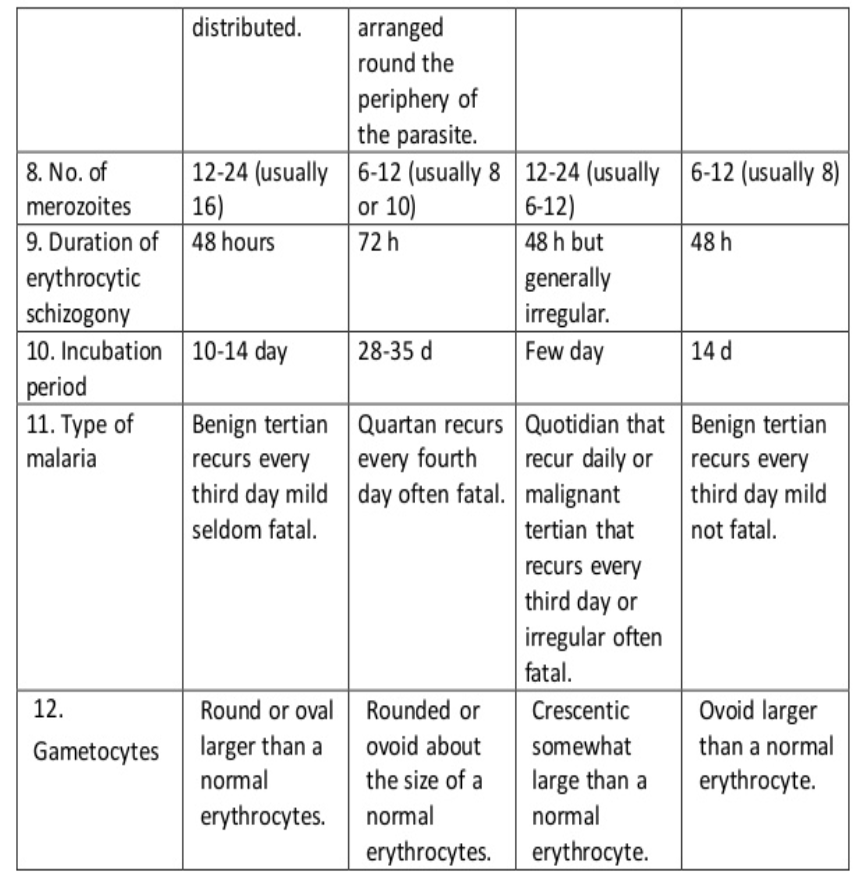 distributed.
arranged
round the
periphery of
the parasite.
8. No. of
merozoites
12-24 (usually
16)
6-12 (usually 8
or 10)
12-24 (usually
6-12)
6-12 (usually 8)
9. Duration of
erythrocytic
schizogony
48 hours
72 h
48 h but
generally
irregular.
48 h
10. Incubation
period
10-14 day
28-35 d
Few day
14 d
11. Type of
malaria
Benign tertian
recurs every
third day mild
seldom fatal.
Quartan recurs
every fourth
day often fatal.
Quotidian that
recur daily or
malignant
tertian that
recurs every
third day or
irregular often
fatal.
Benign tertian
recurs every
third day mild
not fatal.
12.
Gametocytes
Round or oval
larger than a
normal
erythrocytes.
Rounded or
ovoid about
the size of a
normal
erythrocytes.
Crescentic
somewhat
large than a
normal
erythrocyte.
Ovoid larger
than a normal
erythrocyte.